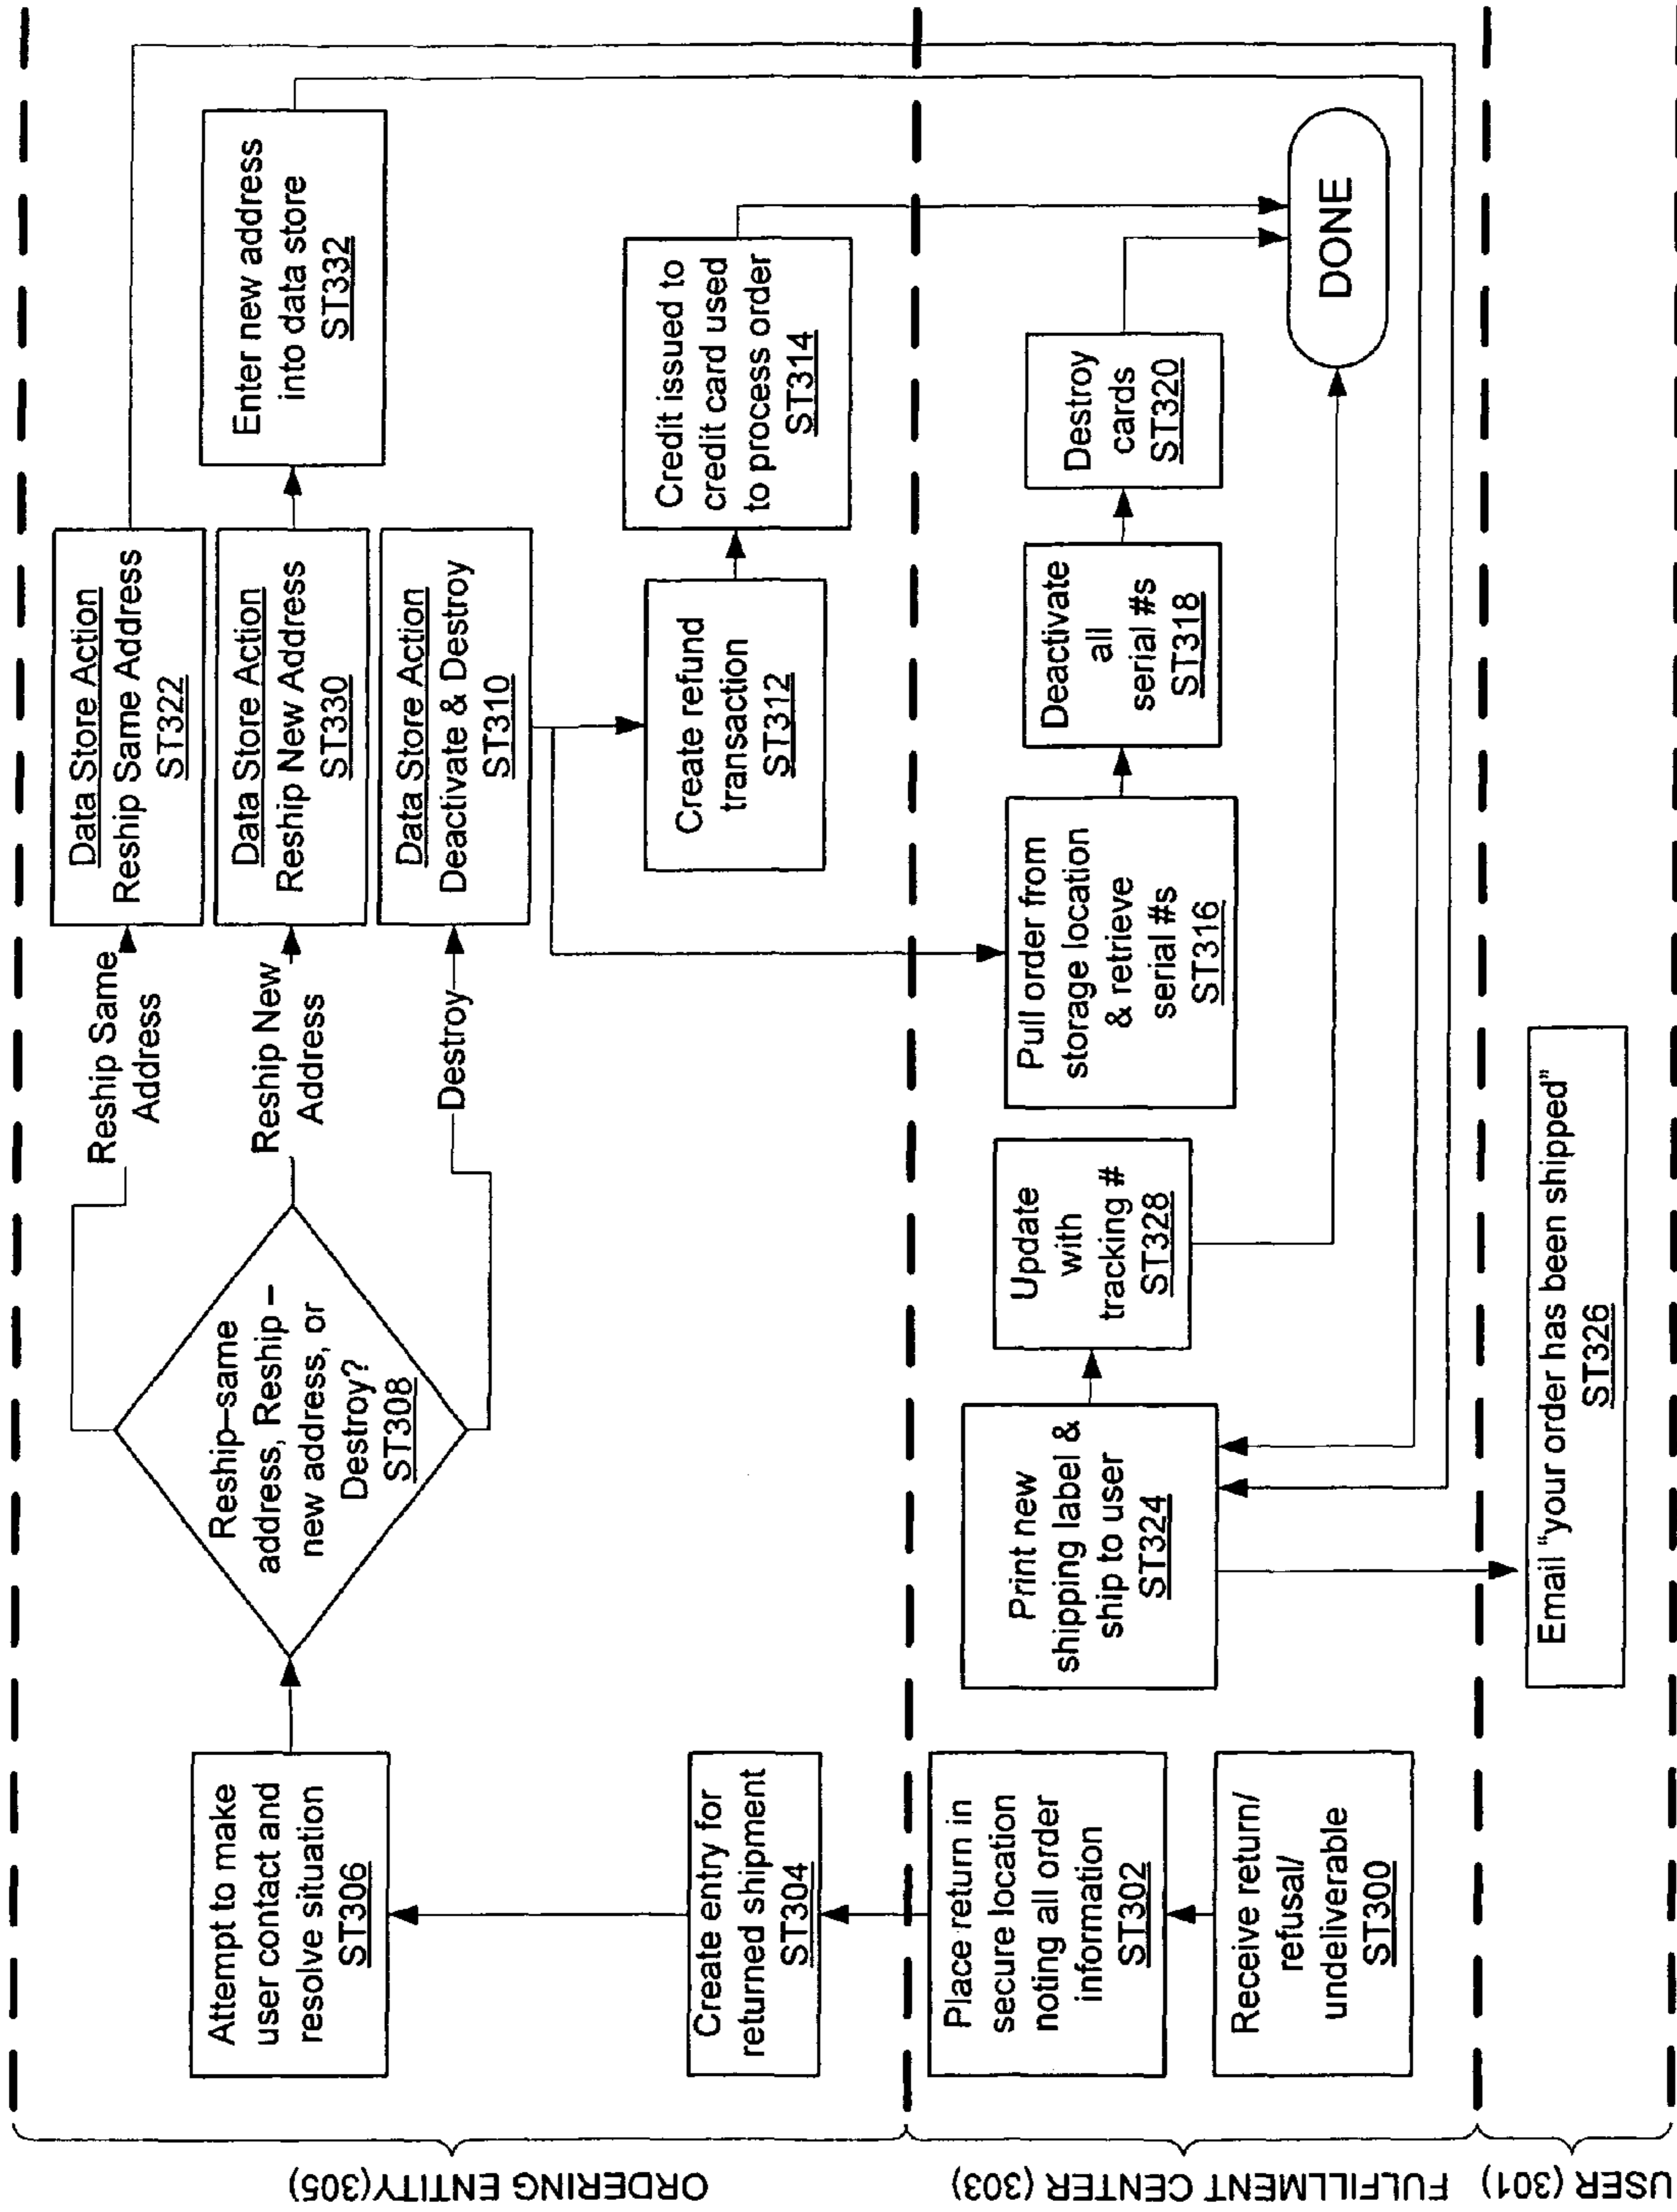 ORDERING ENTITY (305)
FULFILLMENT CENTER (303)
USER (301)
Attempt to make
user contact and
resolve situation
ST306
Create entry for
returned shipment
ST304
Place return in
secure location
noting all order
information
ST302
Receive return/
refusal/
undeliverable
ST300
Reship–same
address, Reship –
new address, or
Destroy?
ST308
Reship Same
Address
Reship New
Address
Destroy
Data Store Action
Reship Same Address
ST322
Data Store Action
Reship New Address
ST330
Data Store Action
Deactivate & Destroy
ST310
Enter new address
into data store
ST332
Create refund
transaction
ST312
Credit issued to
credit card used
to process order
ST314
Print new
shipping label &
ship to user
ST324
Update
with
tracking #
ST328
Pull order from
storage location
& retrieve
serial #s
ST316
Deactivate
all
serial #s
ST318
Destroy
cards
ST320
DONE
Email “your order has been shipped”
ST326